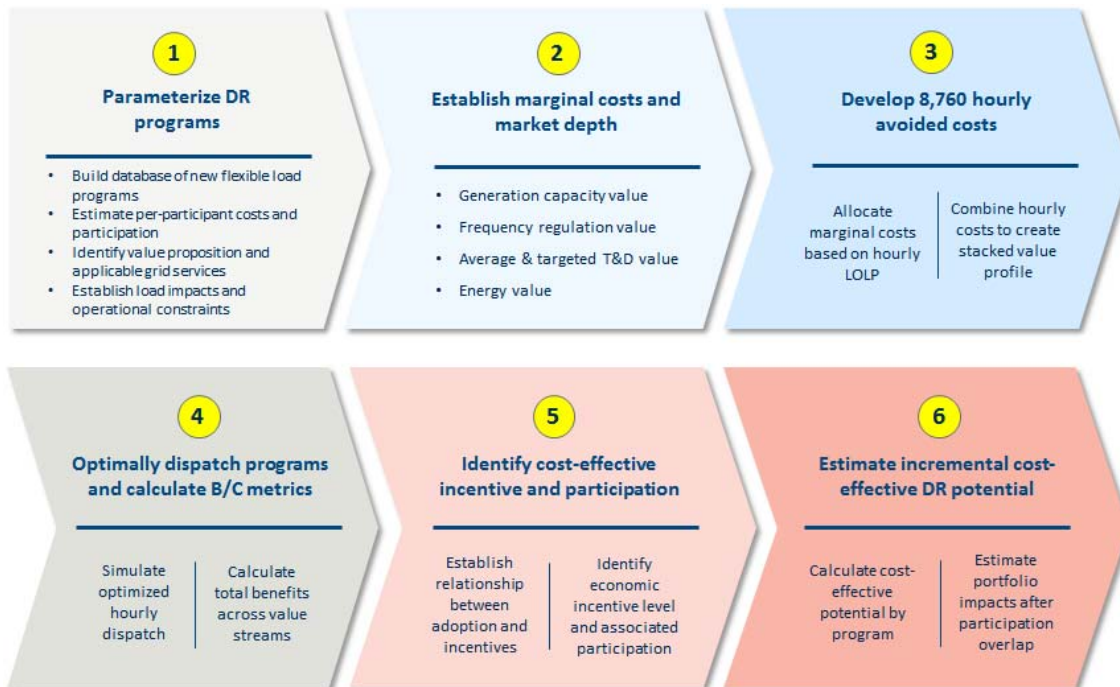 1
Parameterize DR
programs
• Build database of new flexible load
programs
• Estimate per-participant costs and
participation
• Identify value proposition and
applicable grid services
• Establish load impacts and
operational constraints
2
Establish marginal costs and
market depth
• Generation capacity value
• Frequency regulation value
• Average & targeted T&D value
• Energy value
3
Develop 8,760 hourly
avoided costs
Allocate
marginal costs
based on hourly
LOLP
Combine hourly
costs to create
stacked value
profile
4
Optimally dispatch programs
and calculate B/C metrics
Simulate
optimized
hourly
dispatch
Calculate
total benefits
across value
streams
5
Identify cost-effective
incentive and participation
Establish
relationship
between
adoption and
incentives
Identify
economic
incentive level
and associated
participation
6
Estimate incremental cost-
effective DR potential
Calculate cost-
effective
potential by
program
Estimate
portfolio
impacts after
participation
overlap